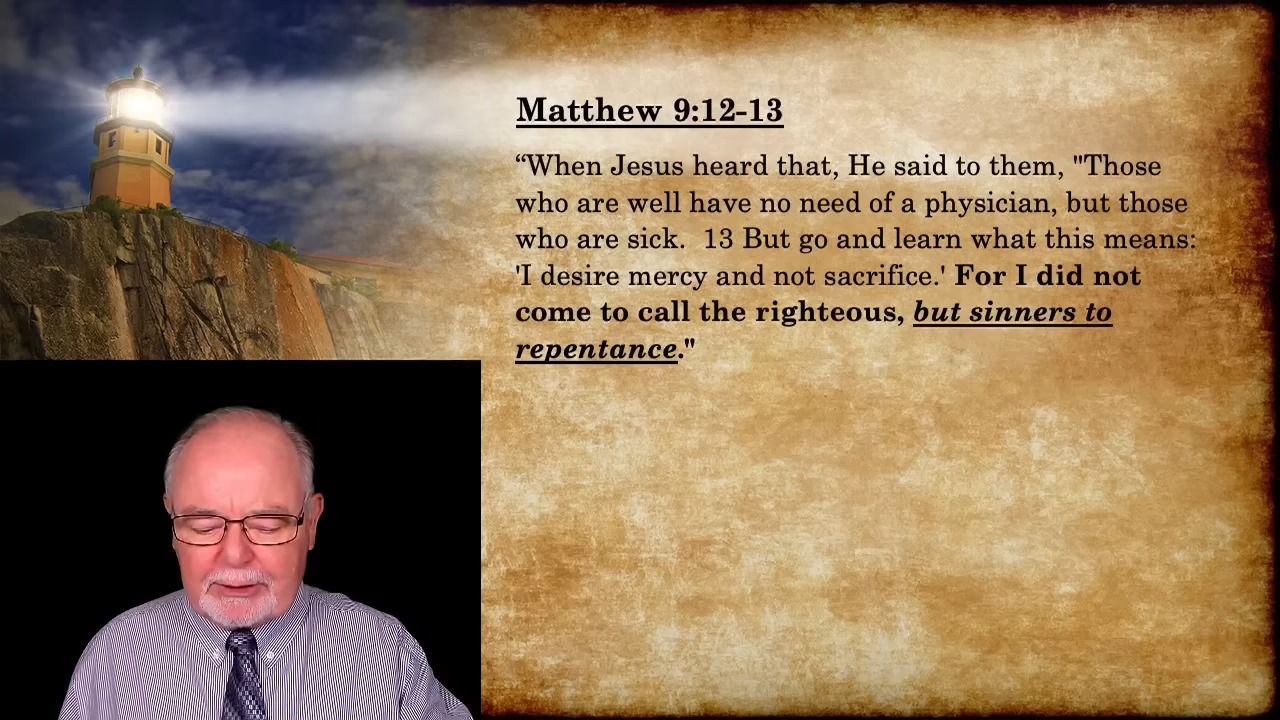 Matthew 9:12-13
“When Jesus heard that, He said to them, "Those
who are well have no need of a physician, but those
who are sick.  13 But go and learn what this means:
'I desire mercy and not sacrifice.' For I did not
come to call the righteous, but sinners to
repentance."